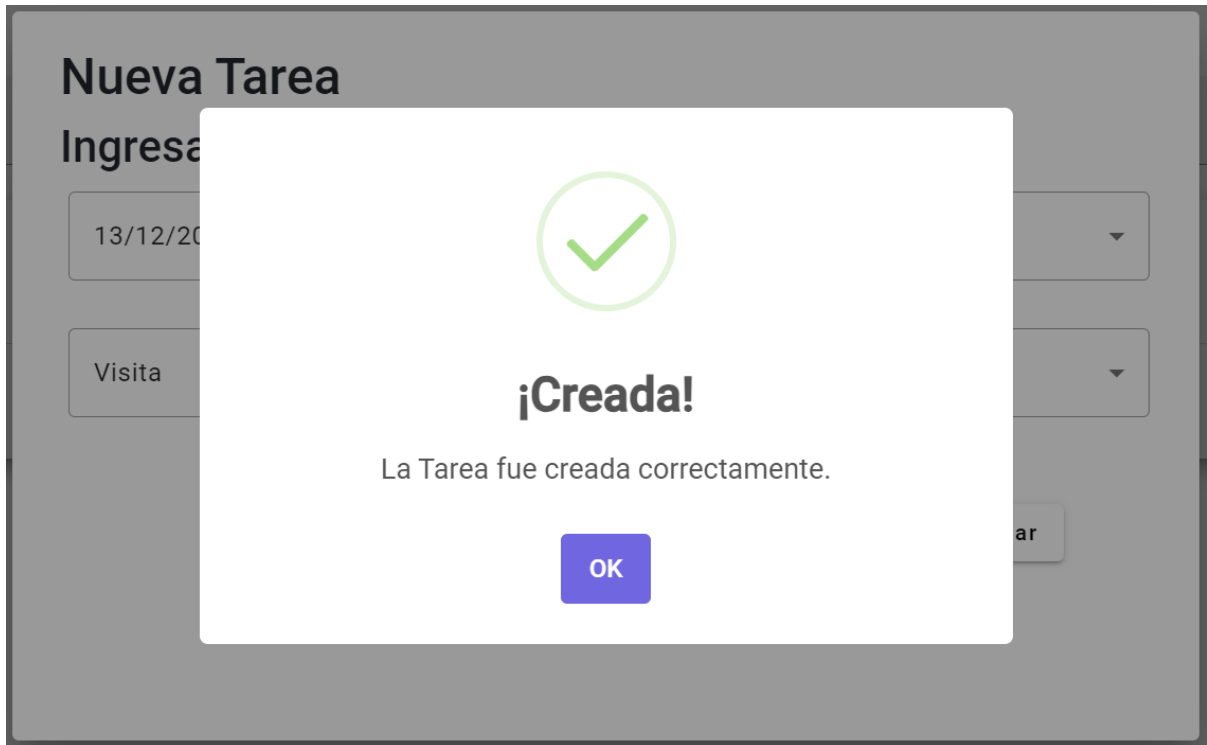 Nueva Tarea
Ingresa
13/12/20
Visita
¡Creada!
La Tarea fue creada correctamente.
ar
OK